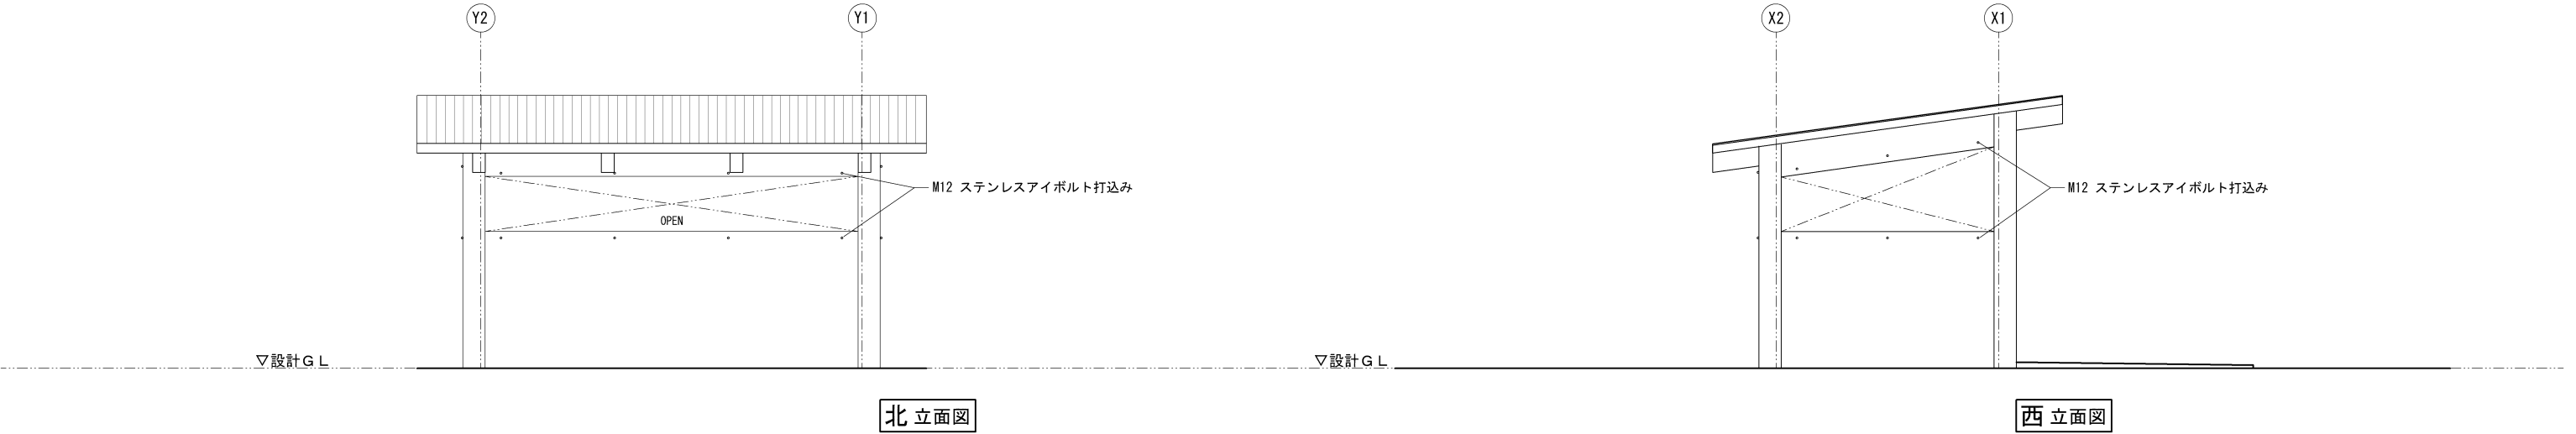 Y2
Y1
M12 ステンレスアイボルト打込み
OPEN
▽設計ＧＬ
北 立面図
X2
X1
M12 ステンレスアイボルト打込み
▽設計ＧＬ
西 立面図